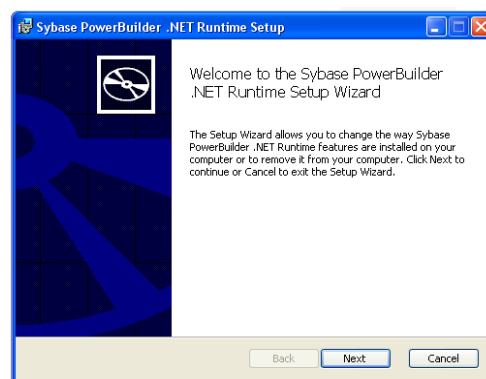 Sybase PowerBuilder .NET Runtime Setup
Welcome to the Sybase PowerBuilder
.NET Runtime Setup Wizard
The Setup Wizard allows you to change the way Sybase
PowerBuilder .NET Runtime features are installed on your
computer or to remove it from your computer. Click Next to
continue or Cancel to exit the Setup Wizard.
Back Next Cancel